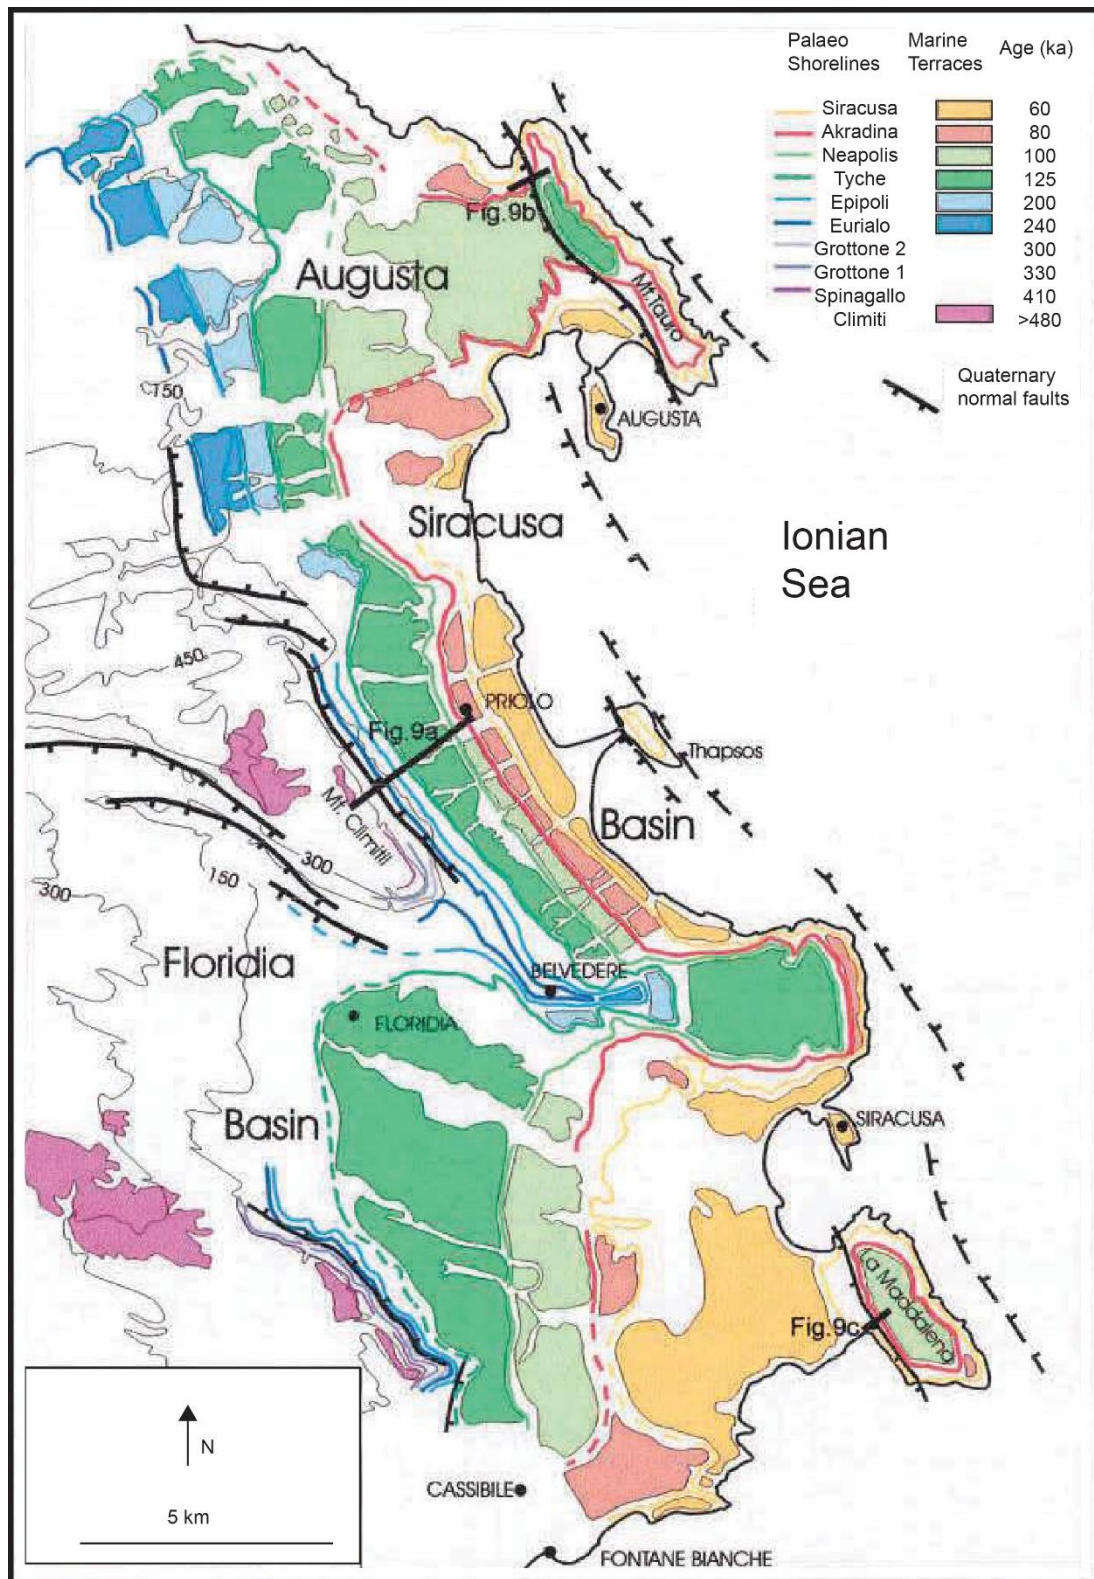 Palaeo
Shorelines
Marine
Terraces
Age (ka)
Siracusa 60
Akradina 80
Neapolis 100
Tyche 125
Epipoli 200
Eurialo 240
Grottone 2 300
Grottone 1 330
Spinagallo 410
Climiti >480
Quaternary
normal faults
Fig.9b
Augusta
Mt.Tauro
150
AUGUSTA
Siracusa
Ionian
Sea
450
PRIOLO
Fig.9a
Thapsos
Mt. Climitii
Basin
300
150
300
Floridia
BELVEDERE
FLORIDIA
Basin
SIRACUSA
a Maddalena
Fig.9c
N
5 km
CASSIBILE
FONTANE BIANCHE